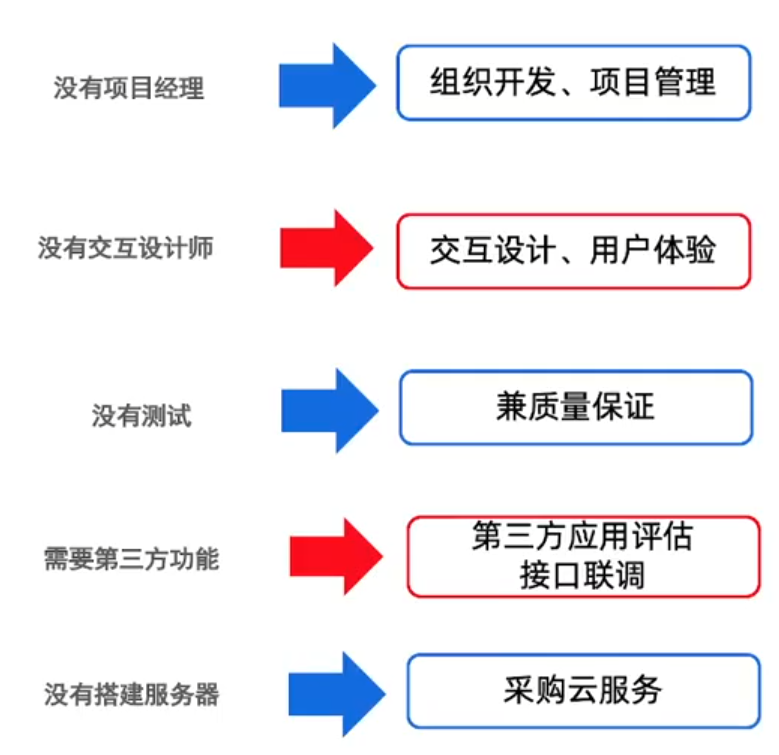 没有项目经理
组织开发、项目管理
没有交互设计师
交互设计、用户体验
没有测试
兼质量保证
需要第三方功能
第三方应用评估
接口联调
没有搭建服务器
采购云服务